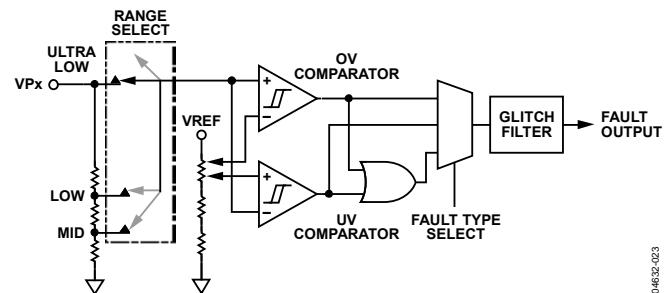 RANGE
SELECT
ULTRA
LOW
VPx
OV
COMPARATOR
VREF
+
−
GLITCH
FILTER
FAULT
OUTPUT
LOW
+
−
MID
UV
COMPARATOR
FAULT TYPE
SELECT
04632-023